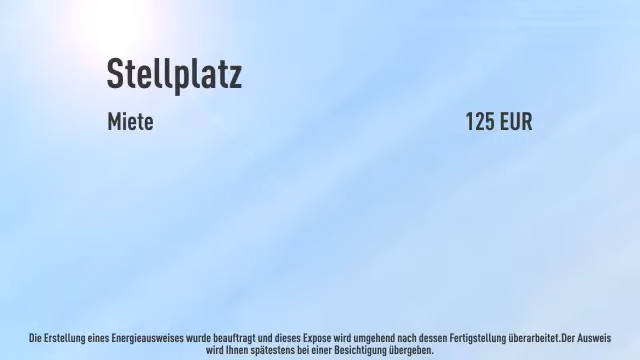 Stellplatz
Miete 125 EUR
Die Erstellung eines Energieausweises wurde beauftragt und dieses Expose wird umgehend nach dessen Fertigstellung überarbeitet.Der Ausweis
wird Ihnen spätestens bei einer Besichtigung übergeben.